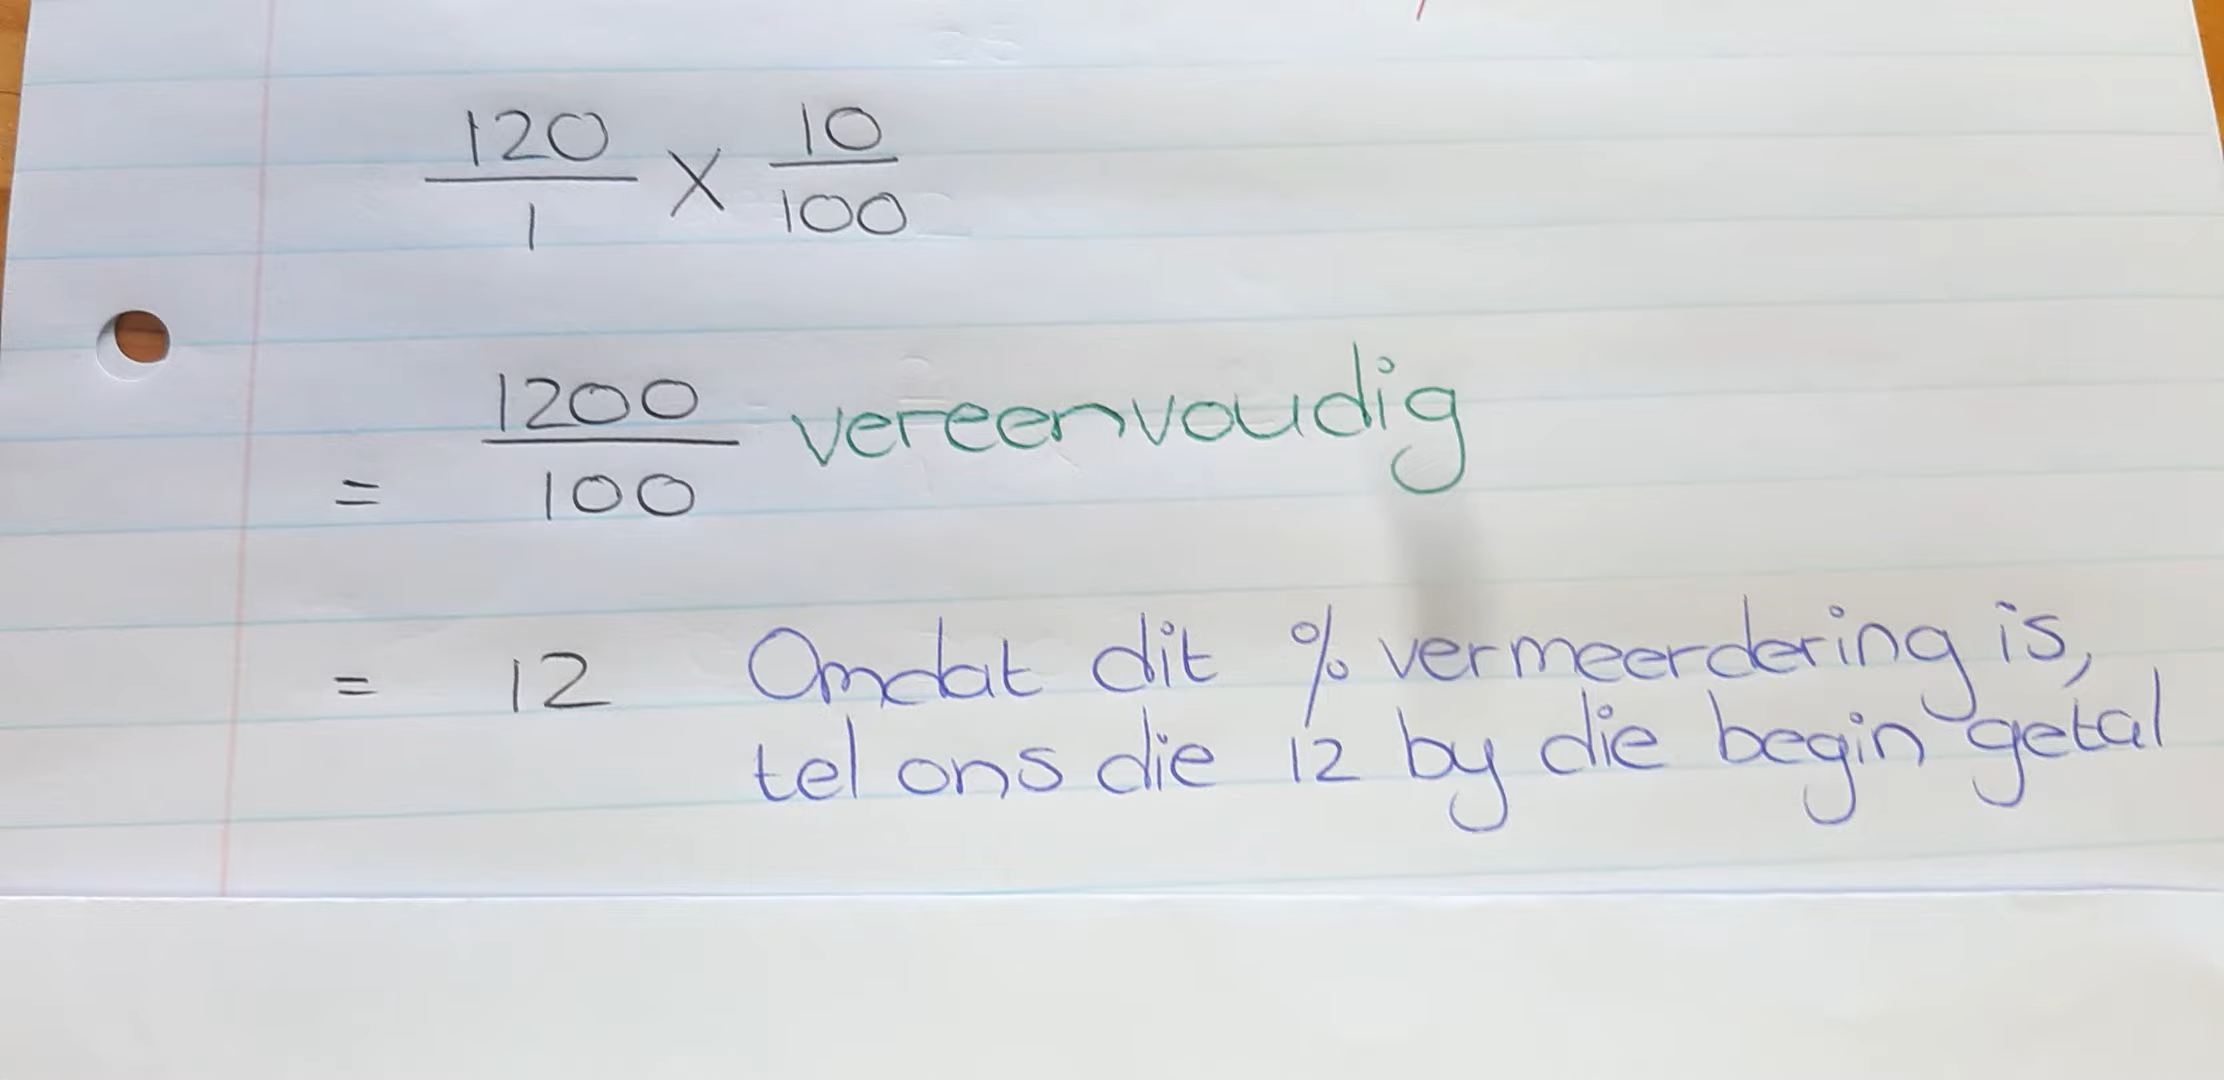 120/1 X 10/100
= 1200/100 vereenvoudig
= 12 Omdat dit % vermeerdering is,
tel ons die 12 by die begin getal